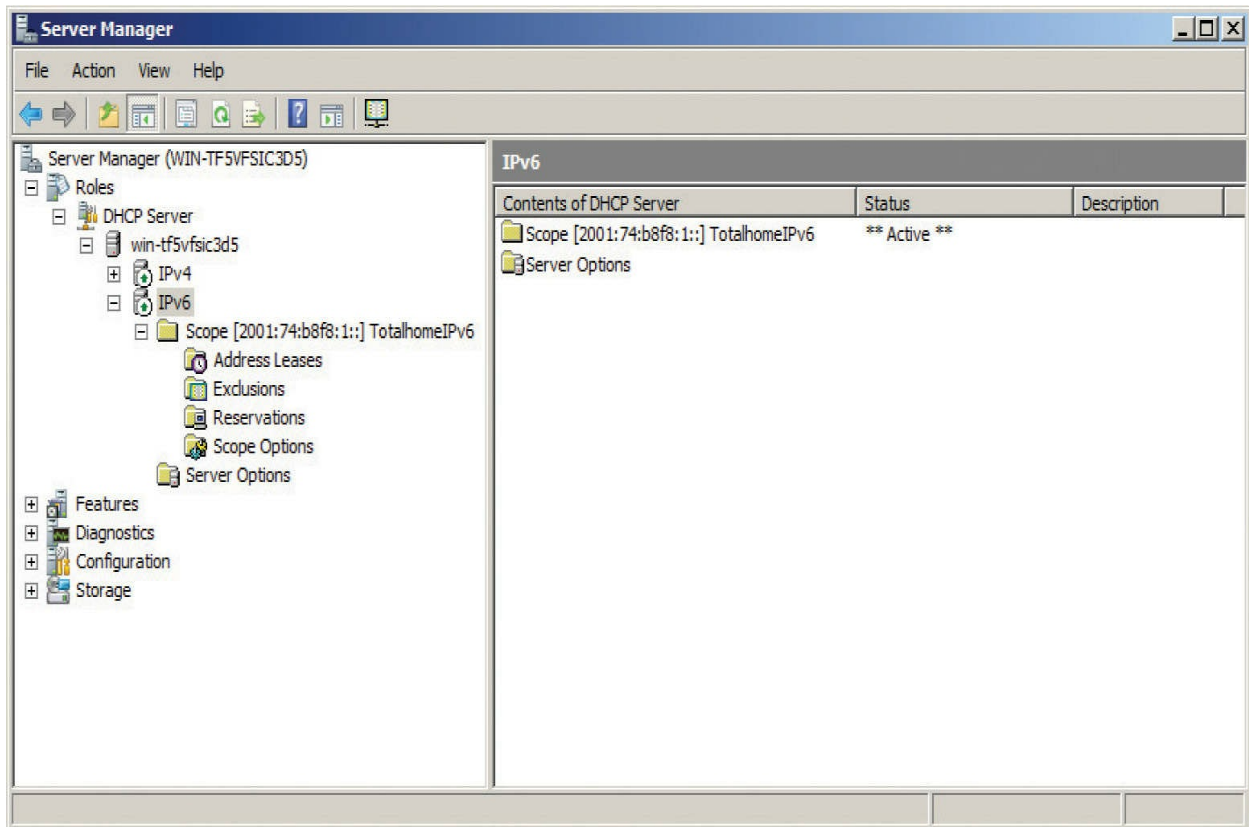 Server Manager
File Action View Help
Server Manager (WIN-TF5VFSIC3D5)
Roles
DHCP Server
win-tf5vfsic3d5
IPv4
IPv6
Scope [2001:74:b8f8:1::] TotalhomeIPv6
Address Leases
Exclusions
Reservations
Scope Options
Server Options
Features
Diagnostics
Configuration
Storage
IPv6
Contents of DHCP Server Status Description
Scope [2001:74:b8f8:1::] TotalhomeIPv6 ** Active **
Server Options